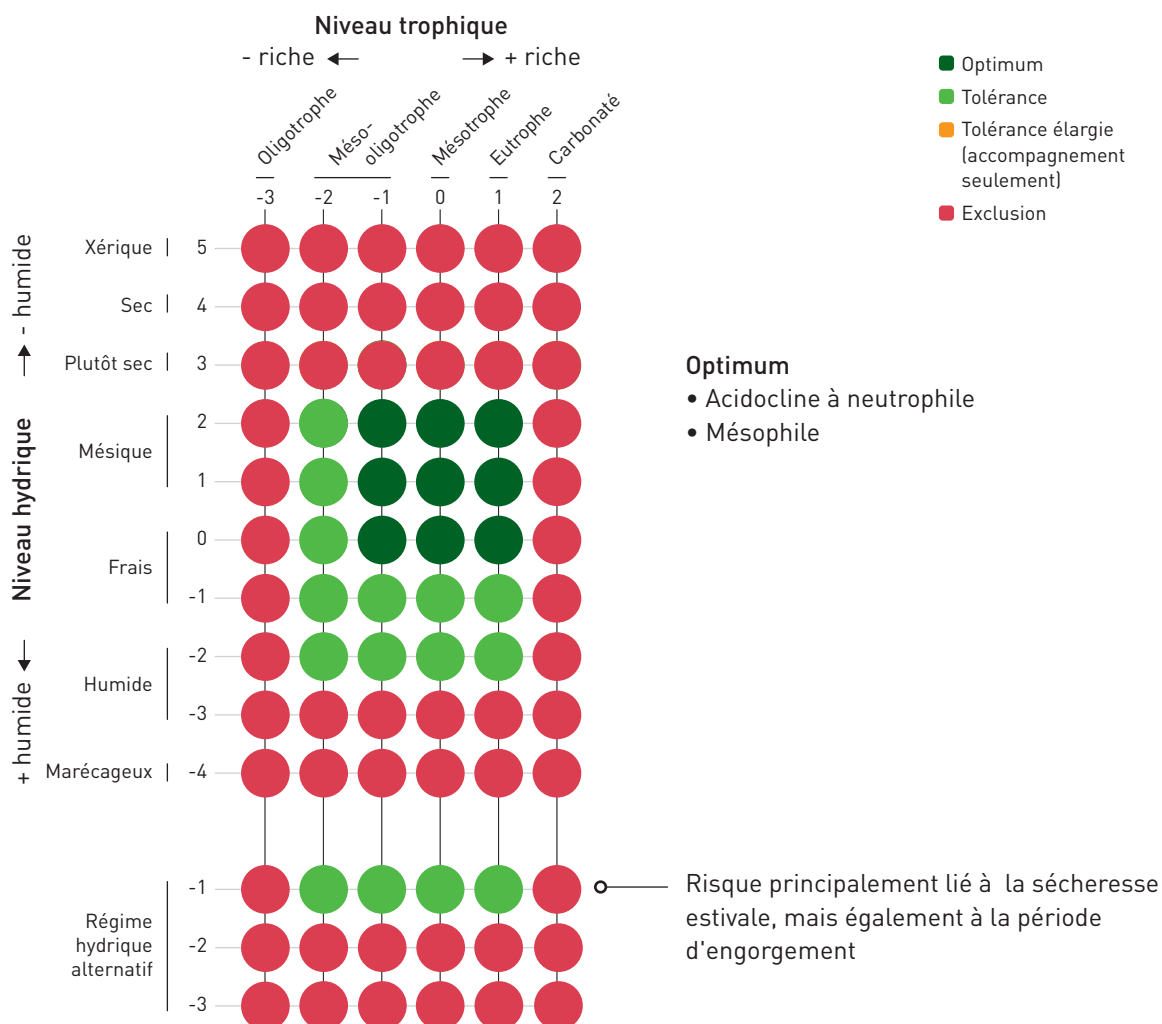 Niveau trophique
- riche ← → + riche
Oligotrophe
Méso-
oligotrophe
Mésotrophe
Eutrophe
Carbonaté
-3 -2 -1 0 1 2
Optimum
Tolérance
Tolérance élargie
(accompagnement
seulement)
Exclusion
Niveau hydrique
→ - humide
+ humide ←
Xérique 5
Sec 4
Plutôt sec 3
2
Mésique
1
0
Frais
-1
-2
Humide
-3
Marécageux -4
Optimum
• Acidocline à neutrophile
• Mésophile
-1
Régime
hydrique
alternatif
-2
-3
Risque principalement lié à la sécheresse
estivale, mais également à la période
d'engorgement